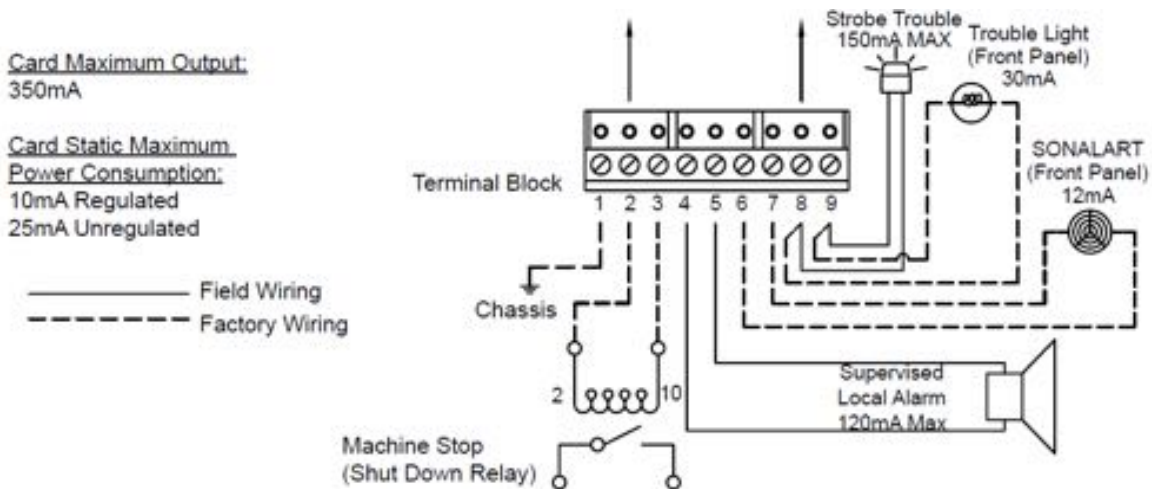 Card Maximum Output:
350mA
Card Static Maximum
Power Consumption:
10mA Regulated
25mA Unregulated
Field Wiring
Factory Wiring
Strobe Trouble
150mA MAX
Trouble Light
(Front Panel)
30mA
SONALART
(Front Panel)
12mA
Terminal Block
1 2 3 4 5 6 7 8 9
Chassis
2 10
Supervised
Local Alarm
120mA Max
Machine Stop
(Shut Down Relay)